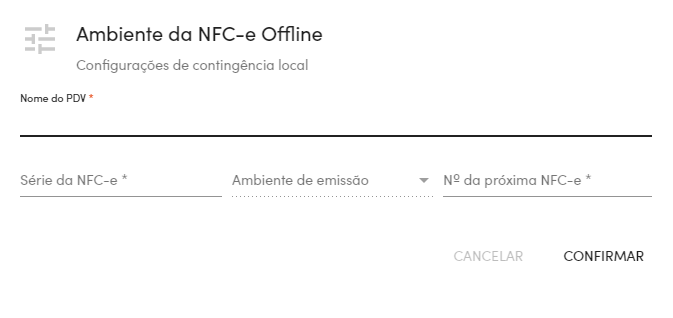 Ambiente da NFC-e Offline
Configurações de contingência local
Nome do PDV *
Série da NFC-e * Ambiente de emissão Nº da próxima NFC-e *
CANCELAR CONFIRMAR